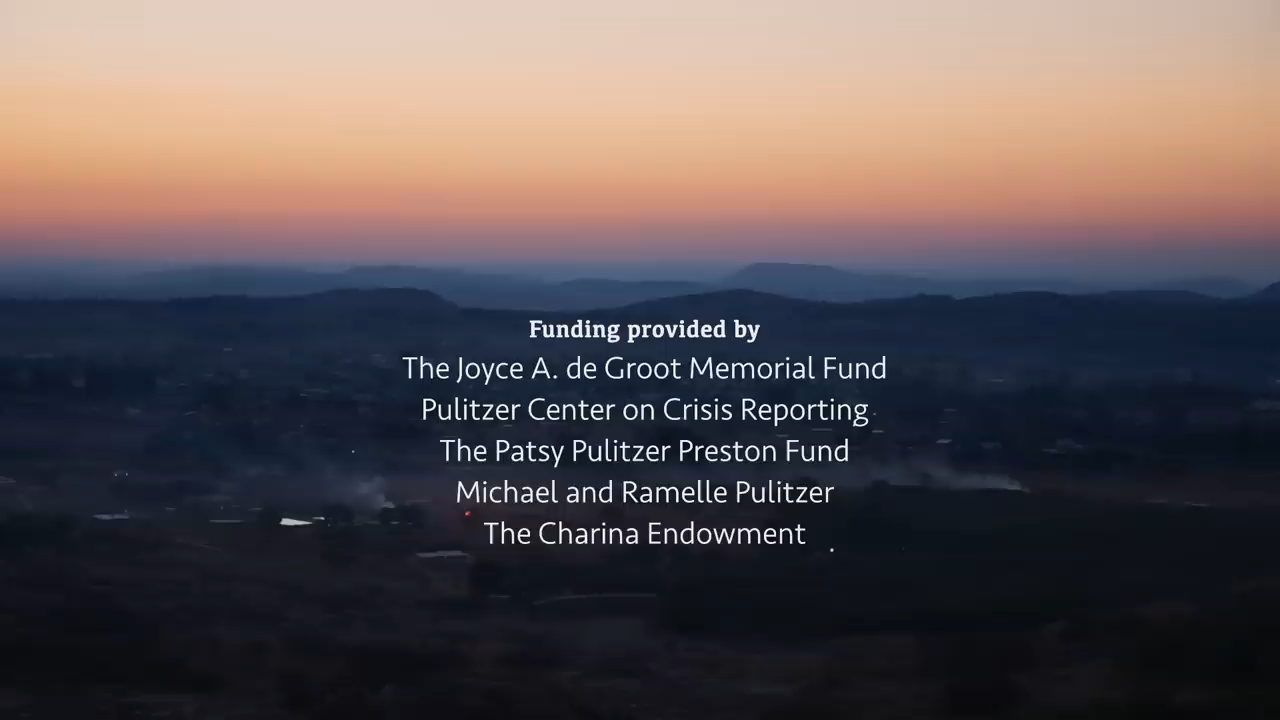 Funding provided by
The Joyce A. de Groot Memorial Fund
Pulitzer Center on Crisis Reporting
The Patsy Pulitzer Preston Fund
Michael and Ramelle Pulitzer
The Charina Endowment